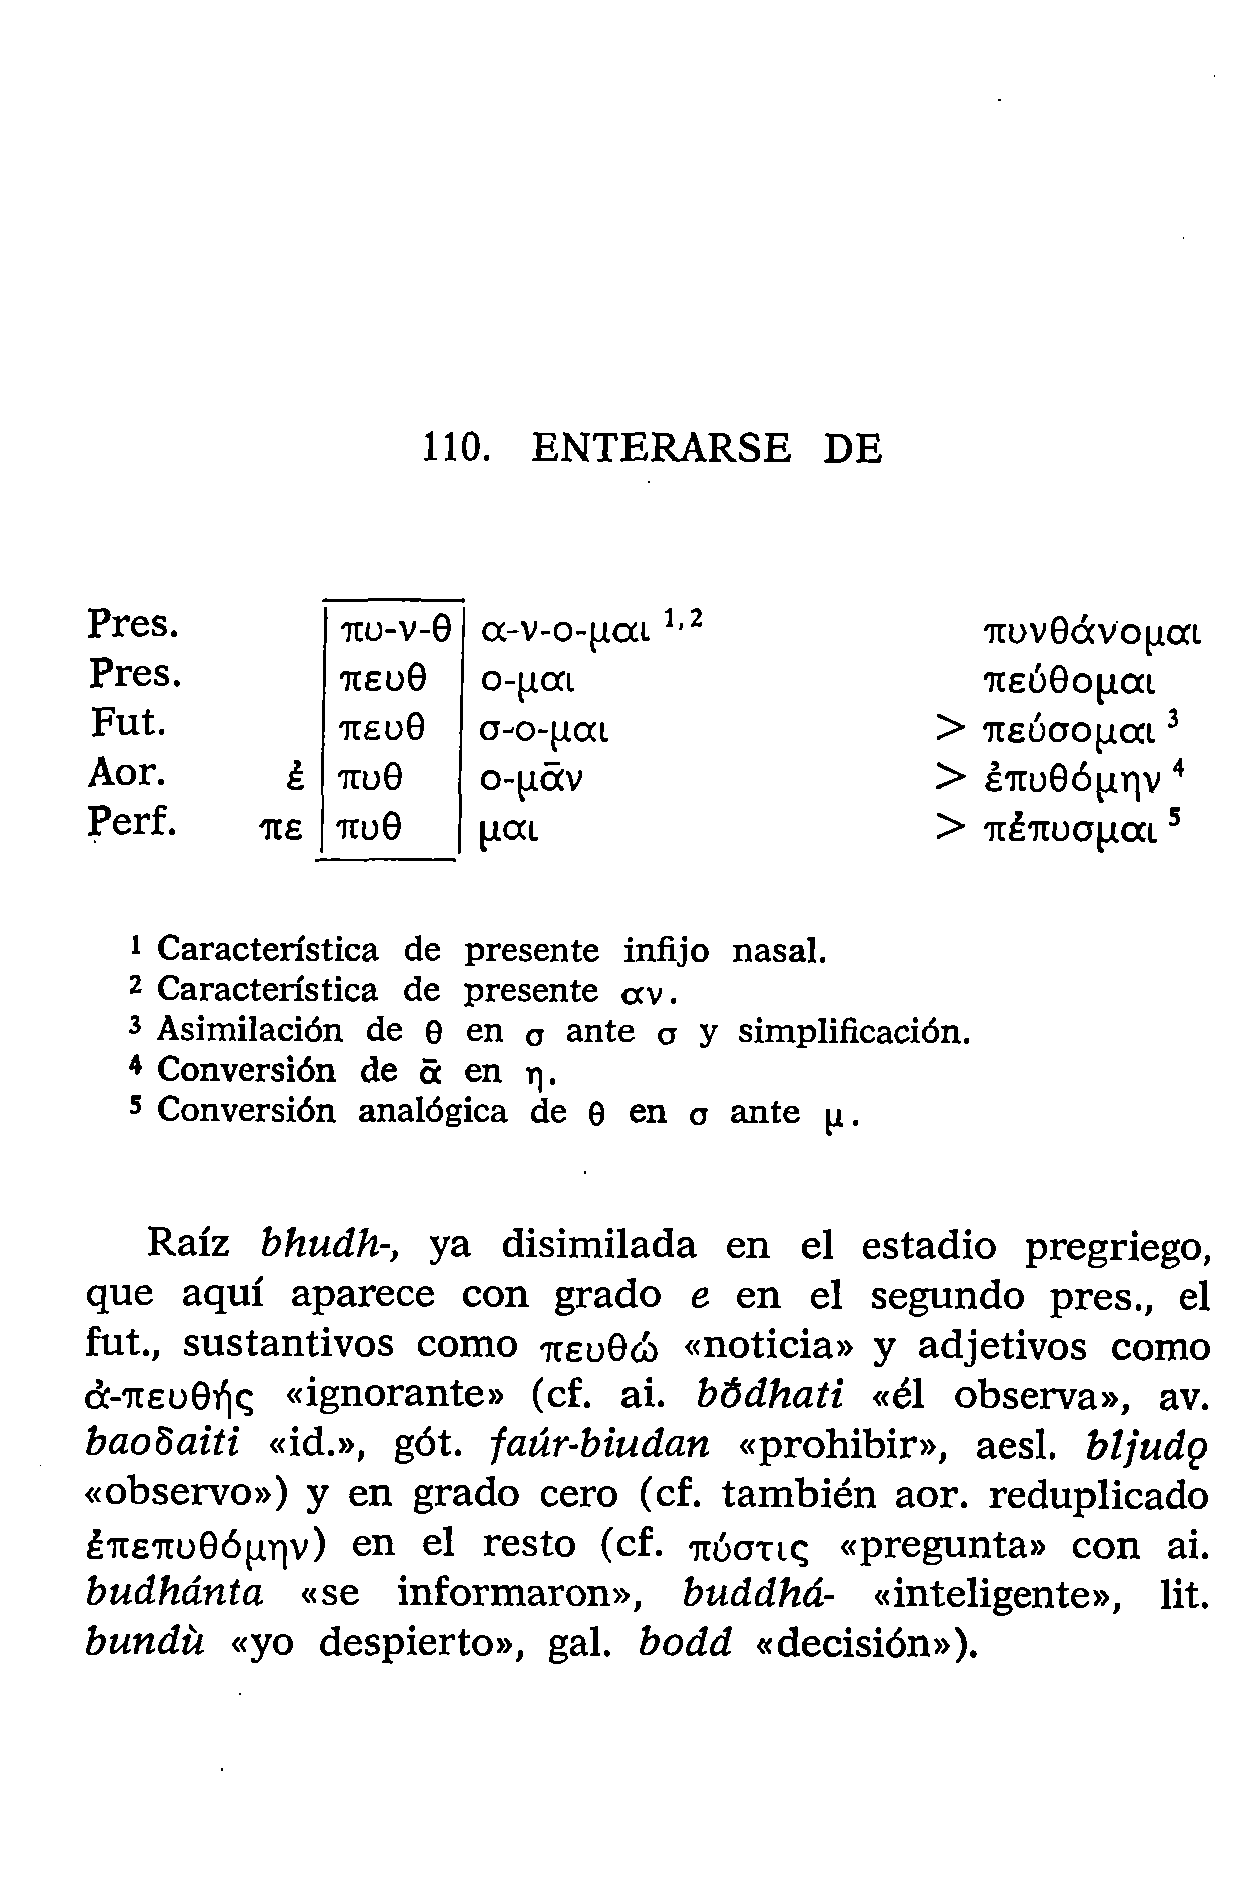 110. ENTERARSE DE
Pres. πυ-ν-θ α-ν-ο-μαι 1,2 πυνθάνομαι
Pres. πευθ ο-μαι πεύθομαι
Fut. πευθ σ-ο-μαι > πεύσομαι 3
Aor. ἐ πυθ ο-μᾱν > ἐπυθόμην 4
Perf. πε πυθ μαι > πέπυσμαι 5
1 Característica de presente infijo nasal.
2 Característica de presente αν.
3 Asimilación de θ en σ ante σ y simplificación.
4 Conversión de ᾱ en η.
5 Conversión analógica de θ en σ ante μ.
Raíz bhudh-, ya disimilada en el estadio pregriego,
que aquí aparece con grado e en el segundo pres., el
fut., sustantivos como πευθώ «noticia» y adjetivos como
ἀ-πευθής «ignorante» (cf. ai. bōdhati «él observa», av.
baoδaiti «id.», gót. faúr-biudan «prohibir», aesl. bljudǫ
«observo») y en grado cero (cf. también aor. reduplicado
ἐπεπυθόμην) en el resto (cf. πύστις «pregunta» con ai.
budhánta «se informaron», buddhá- «inteligente», lit.
bundù «yo despierto», gal. bodd «decisión»).